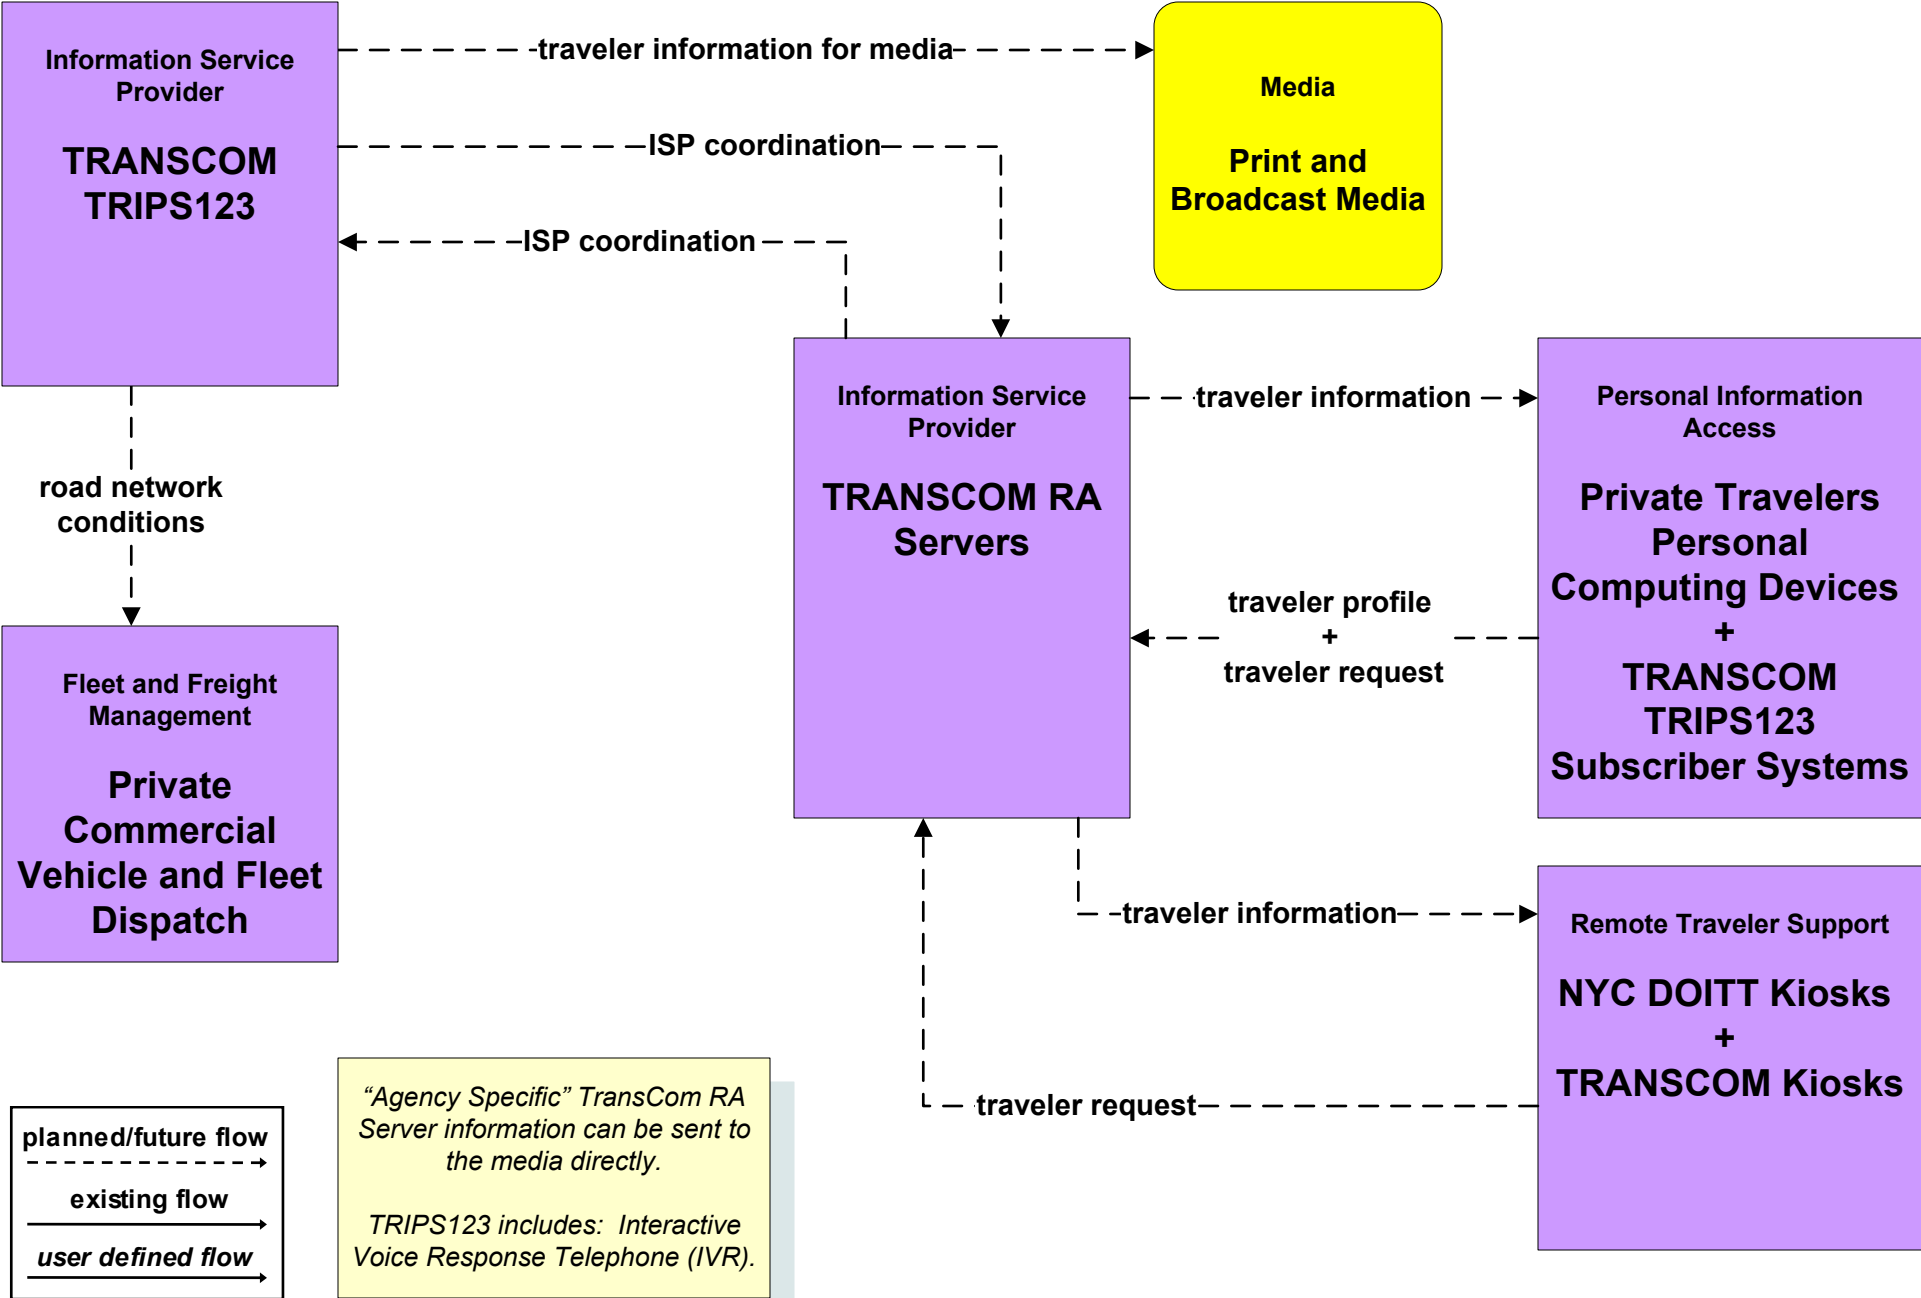 Information Service
Provider
TRANSCOM
TRIPS123
traveler information for media
ISP coordination
ISP coordination
Media
Print and
Broadcast Media
road network
conditions
Information Service
Provider
TRANSCOM RA
Servers
traveler information
Personal Information
Access
Private Travelers
Personal
Computing Devices
+
TRANSCOM
TRIPS123
Subscriber Systems
traveler profile
+
traveler request
Fleet and Freight
Management
Private
Commercial
Vehicle and Fleet
Dispatch
traveler information
Remote Traveler Support
NYC DOITT Kiosks
+
TRANSCOM Kiosks
traveler request
planned/future flow
existing flow
user defined flow
“Agency Specific” TransCom RA
Server information can be sent to
the media directly.
TRIPS123 includes:  Interactive
Voice Response Telephone (IVR).